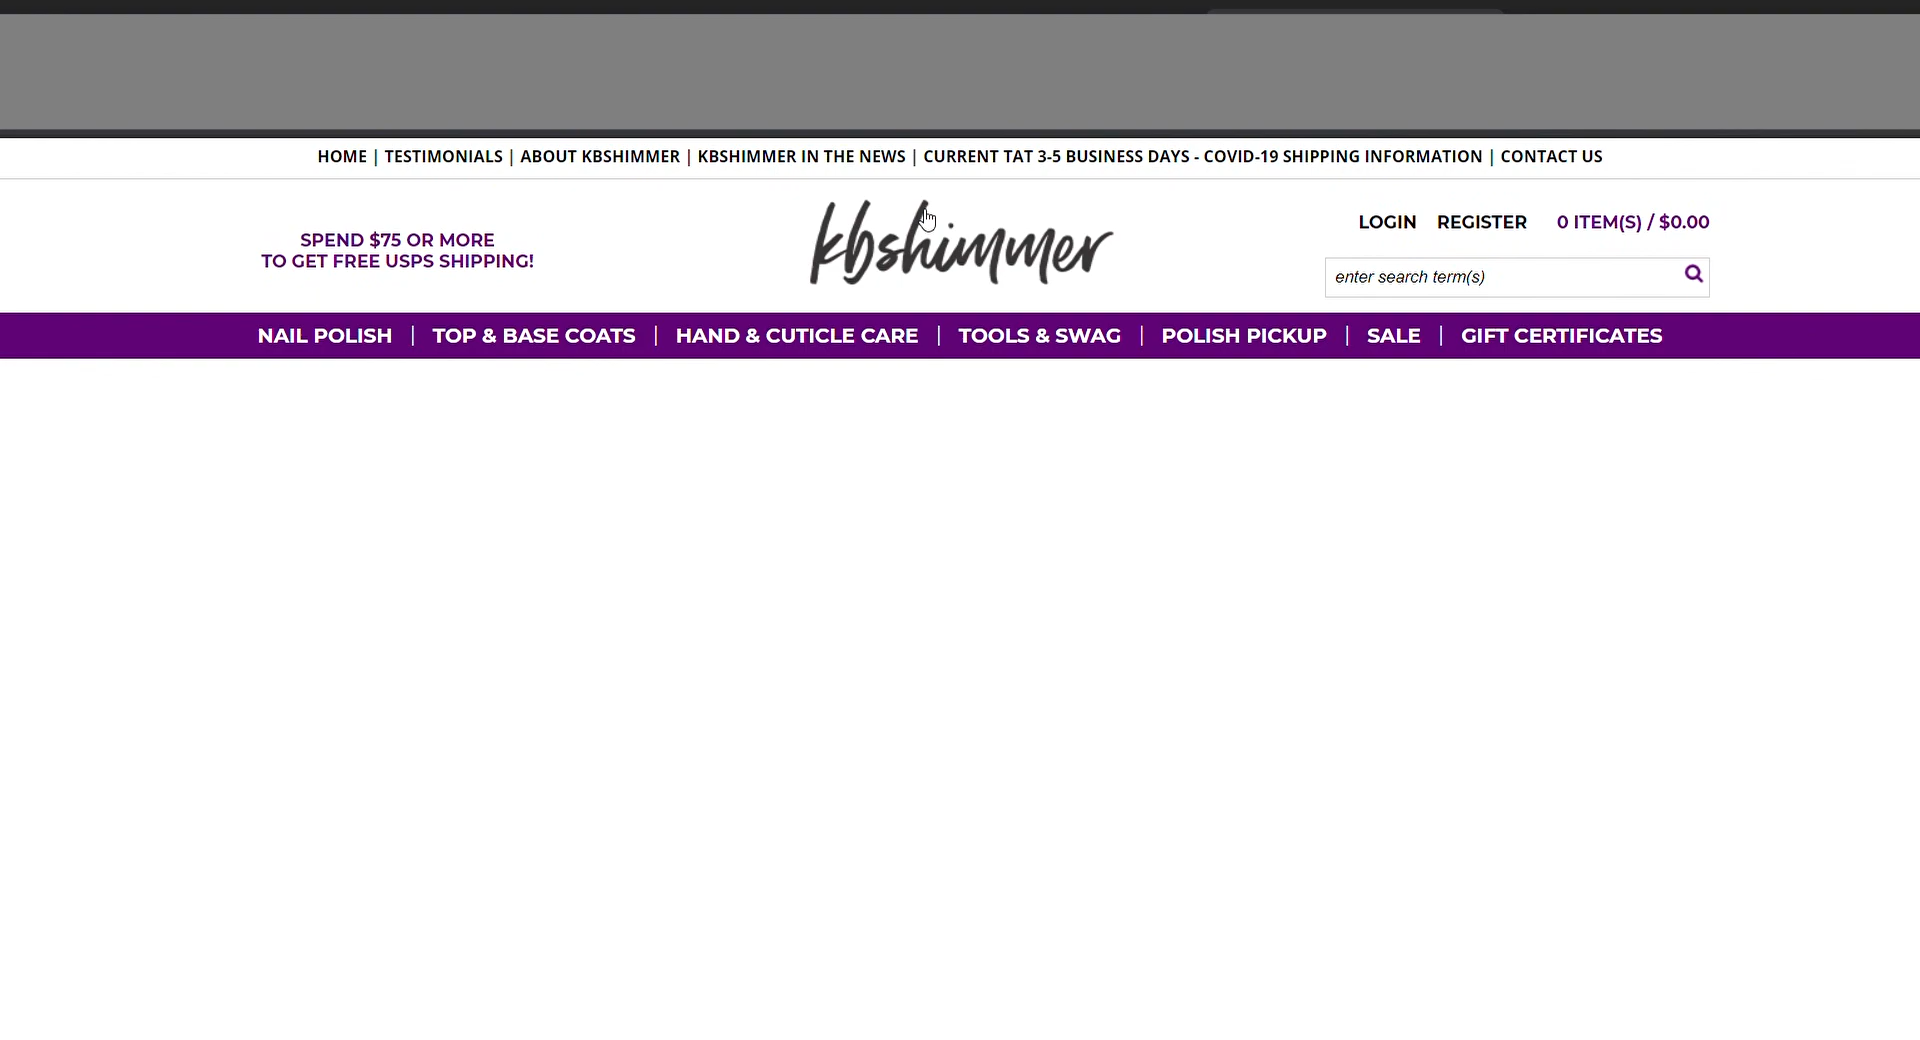 HOME | TESTIMONIALS | ABOUT KBSHIMMER | KBSHIMMER IN THE NEWS | CURRENT TAT 3-5 BUSINESS DAYS - COVID-19 SHIPPING INFORMATION | CONTACT US
SPEND $75 OR MORE
TO GET FREE USPS SHIPPING!
kbshimmer
LOGIN REGISTER 0 ITEM(S) / $0.00
enter search term(s)
NAIL POLISH | TOP & BASE COATS | HAND & CUTICLE CARE | TOOLS & SWAG | POLISH PICKUP | SALE | GIFT CERTIFICATES